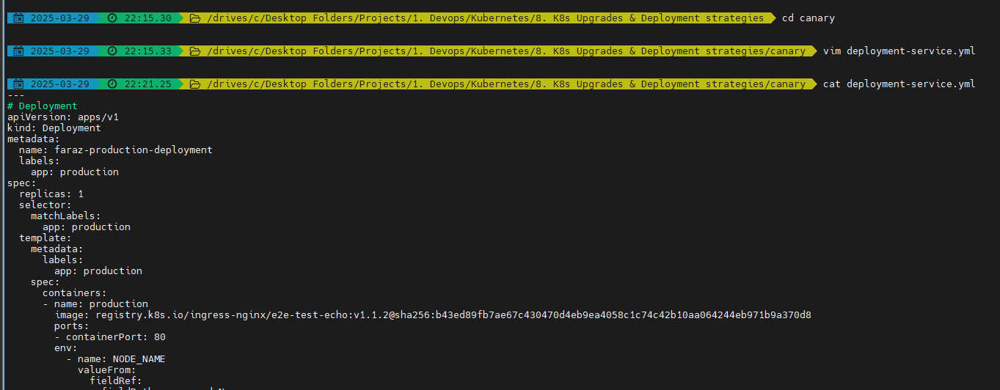 2025-03-29 22:15.30 /drives/c/Desktop Folders/Projects/1. Devops/Kubernetes/8. K8s Upgrades & Deployment strategies cd canary
2025-03-29 22:15.33 /drives/c/Desktop Folders/Projects/1. Devops/Kubernetes/8. K8s Upgrades & Deployment strategies/canary vim deployment-service.yml
2025-03-29 22:21.25 /drives/c/Desktop Folders/Projects/1. Devops/Kubernetes/8. K8s Upgrades & Deployment strategies/canary cat deployment-service.yml
---
# Deployment
apiVersion: apps/v1
kind: Deployment
metadata:
  name: faraz-production-deployment
  labels:
    app: production
spec:
  replicas: 1
  selector:
    matchLabels:
      app: production
  template:
    metadata:
      labels:
        app: production
    spec:
      containers:
      - name: production
        image: registry.k8s.io/ingress-nginx/e2e-test-echo:v1.1.2@sha256:b43ed89fb7ae67c430470d4eb9ea4058c1c74c42b10aa064244eb971b9a370d8
        ports:
        - containerPort: 80
        env:
          - name: NODE_NAME
            valueFrom:
              fieldRef: